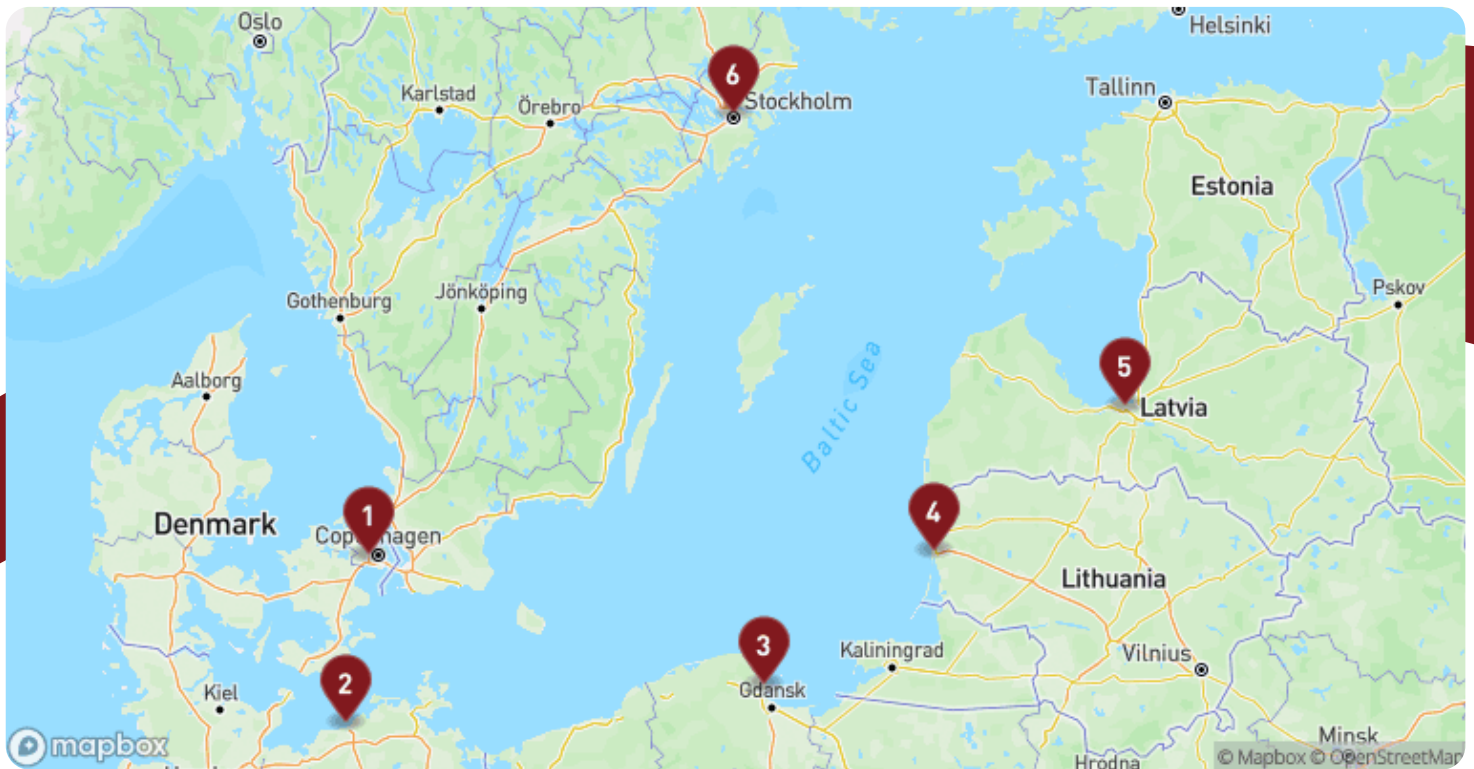 Oslo
Helsinki
6
Karlstad
Örebro
Stockholm
Tallinn
Estonia
Gothenburg
Jönköping
Pskov
Aalborg
Baltic Sea
5
Latvia
Denmark
1
Copenhagen
4
Lithuania
3
Kaliningrad
Vilnius
2
Kiel
Gdansk
mapbox
Minsk
Hrodna
© Mapbox © OpenStreetMap